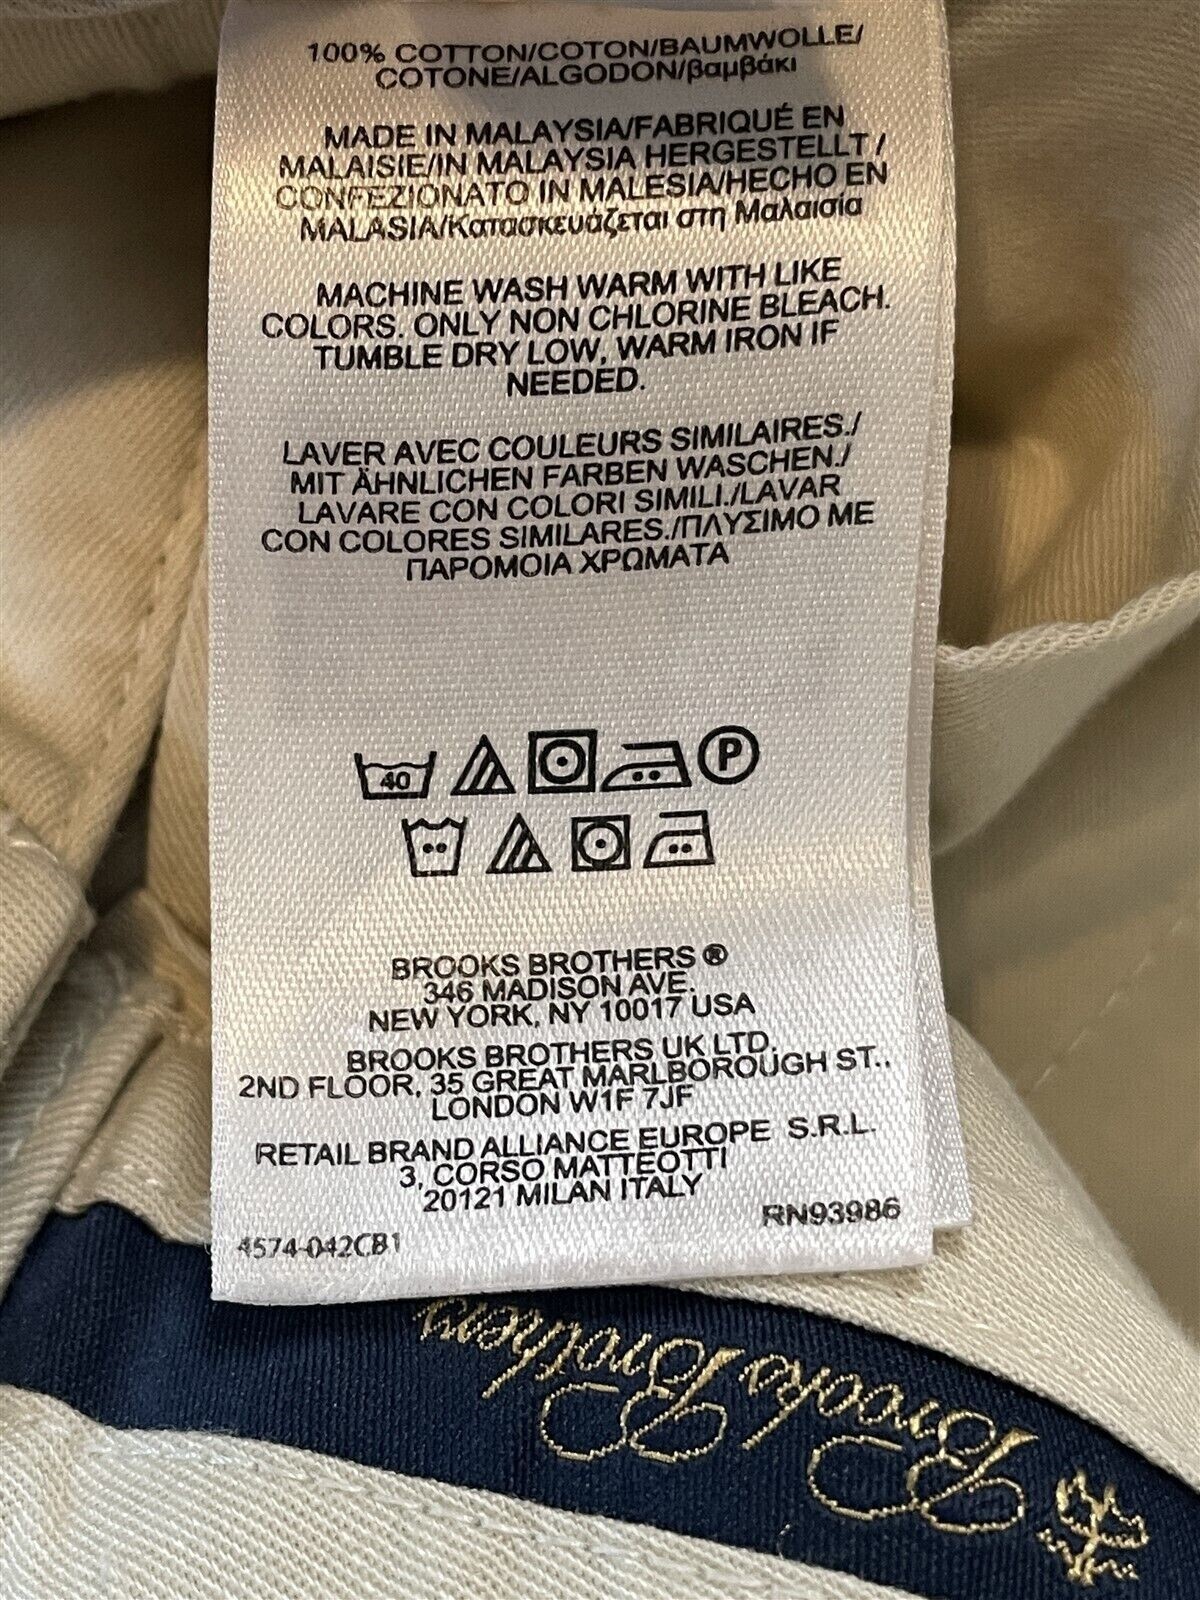 100% COTTON/COTON/BAUMWOLLE/
COTONE/ALGODON/βαμβάκι
MADE IN MALAYSIA/FABRIQUÉ EN
MALAISIE/IN MALAYSIA HERGESTELLT /
CONFEZIONATO IN MALESIA/HECHO EN
MALASIA/Κατασκευάζεται στη Μαλαισία
MACHINE WASH WARM WITH LIKE
COLORS. ONLY NON CHLORINE BLEACH.
TUMBLE DRY LOW, WARM IRON IF
NEEDED.
LAVER AVEC COULEURS SIMILAIRES./
MIT ÄHNLICHEN FARBEN WASCHEN./
LAVARE CON COLORI SIMILI./LAVAR
CON COLORES SIMILARES./ΠΛΥΣΙΜΟ ΜΕ
ΠΑΡΟΜΟΙΑ ΧΡΩΜΑΤΑ
40 P
BROOKS BROTHERS ®
346 MADISON AVE.
NEW YORK, NY 10017 USA
BROOKS BROTHERS UK LTD.
2ND FLOOR, 35 GREAT MARLBOROUGH ST.,
LONDON W1F 7JF
RETAIL BRAND ALLIANCE EUROPE S.R.L.
3, CORSO MATTEOTTI
20121 MILAN ITALY
RN93986
4574-042CB1
Brooks Brothers